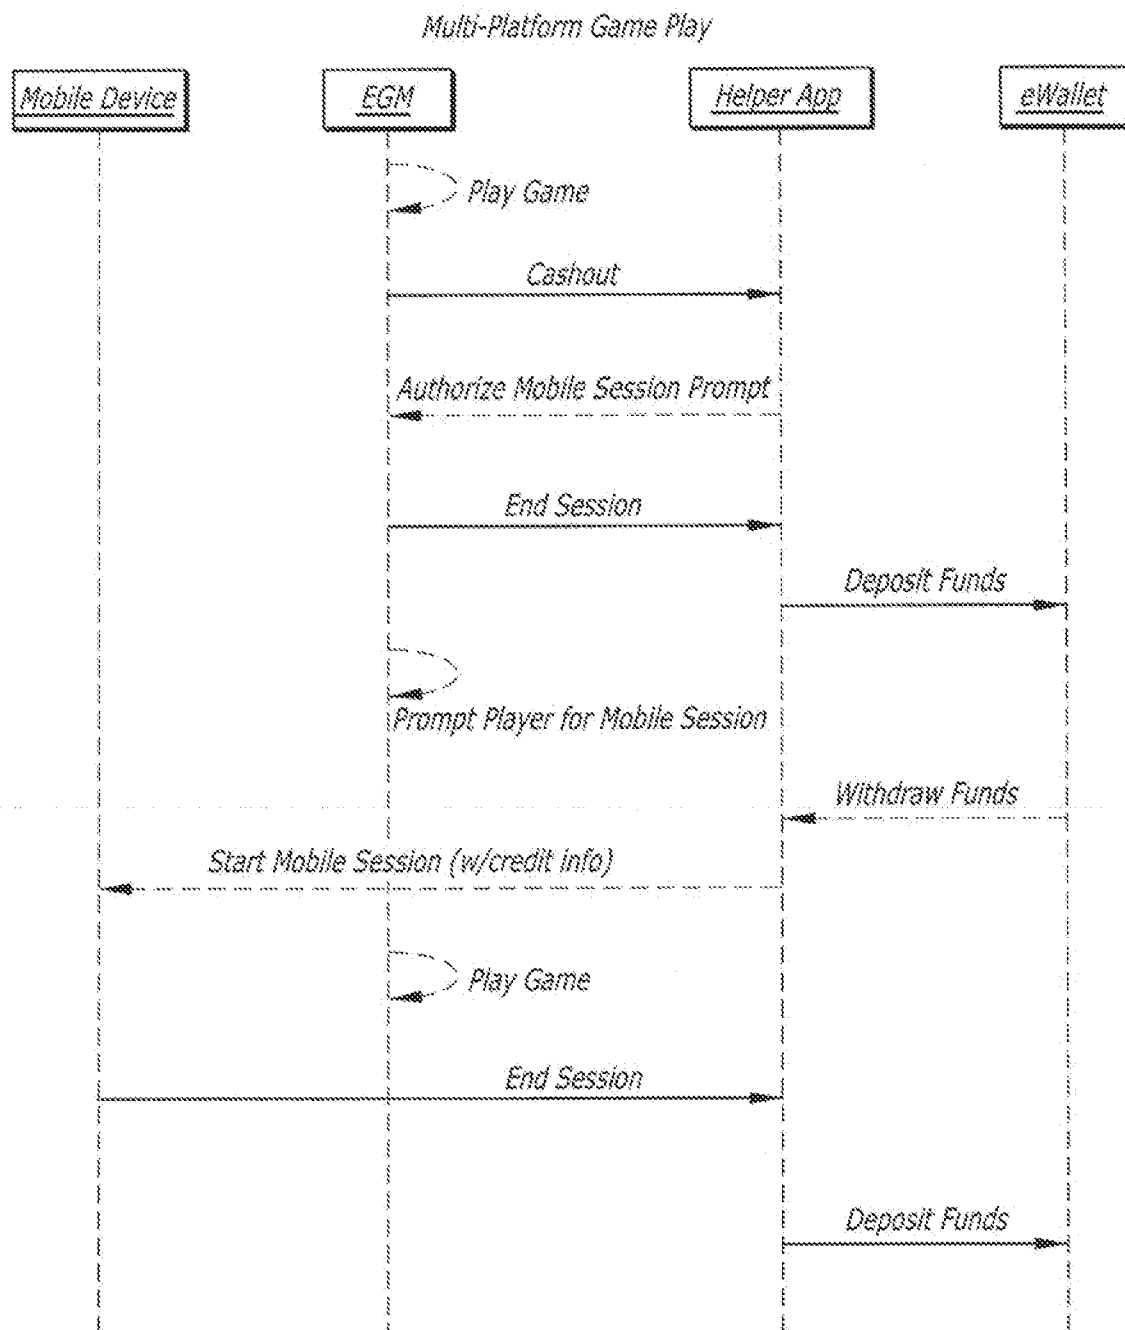 Multi-Platform Game Play
Mobile Device
EGM
Helper App
eWallet
Play Game
Cashout
Authorize Mobile Session Prompt
End Session
Deposit Funds
Prompt Player for Mobile Session
Withdraw Funds
Start Mobile Session (w/credit info)
Play Game
End Session
Deposit Funds